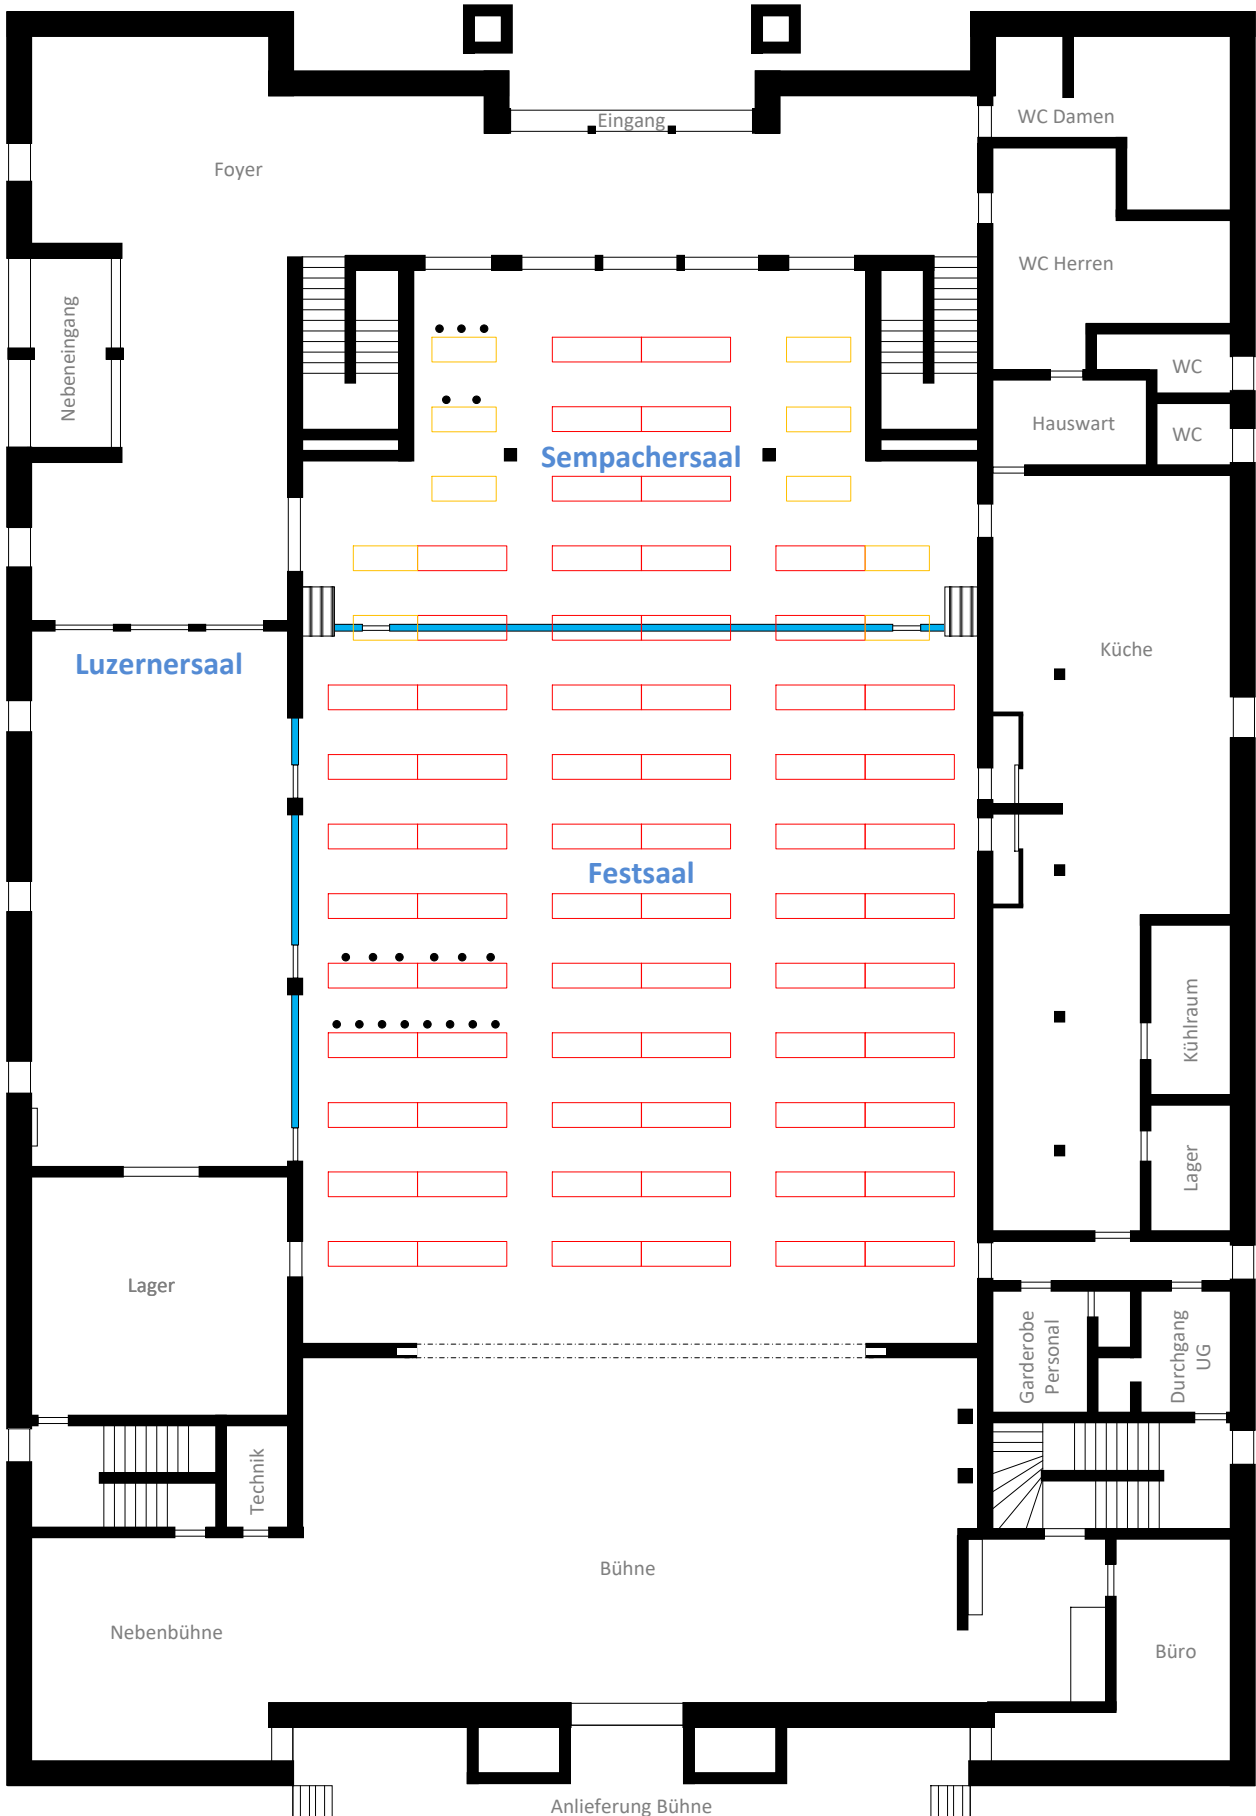 Eingang
WC Damen
Foyer
WC Herren
Nebeneingang
WC
Hauswart
WC
Sempachersaal
Küche
Luzernersaal
Festsaal
Kühlraum
Lager
Lager
Garderobe
Personal
Durchgang
UG
Technik
Bühne
Nebenbühne
Büro
Anlieferung Bühne